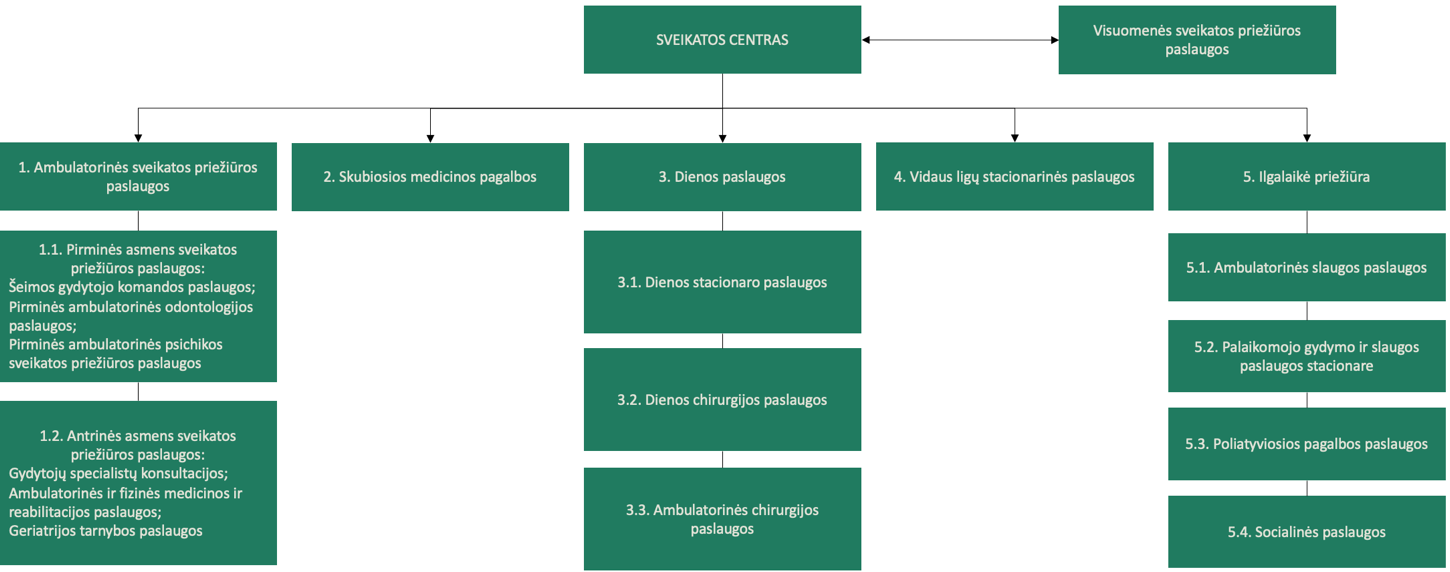 SVEIKATOS CENTRAS
Visuomenės sveikatos priežiūros
paslaugos
1. Ambulatorinės sveikatos priežiūros
paslaugos
2. Skubiosios medicinos pagalbos
3. Dienos paslaugos
4. Vidaus ligų stacionarinės paslaugos
5. Ilgalaikė priežiūra
1.1. Pirminės asmens sveikatos
priežiūros paslaugos:
Šeimos gydytojo komandos paslaugos;
Pirminės ambulatorinės odontologijos
paslaugos;
Pirminės ambulatorinės psichikos
sveikatos priežiūros paslaugos
1.2. Antrinės asmens sveikatos
priežiūros paslaugos:
Gydytojų specialistų konsultacijos;
Ambulatorinės ir fizinės medicinos ir
reabilitacijos paslaugos;
Geriatrijos tarnybos paslaugos
3.1. Dienos stacionaro paslaugos
3.2. Dienos chirurgijos paslaugos
3.3. Ambulatorinės chirurgijos
paslaugos
5.1. Ambulatorinės slaugos paslaugos
5.2. Palaikomojo gydymo ir slaugos
paslaugos stacionare
5.3. Poliatyviosios pagalbos paslaugos
5.4. Socialinės paslaugos